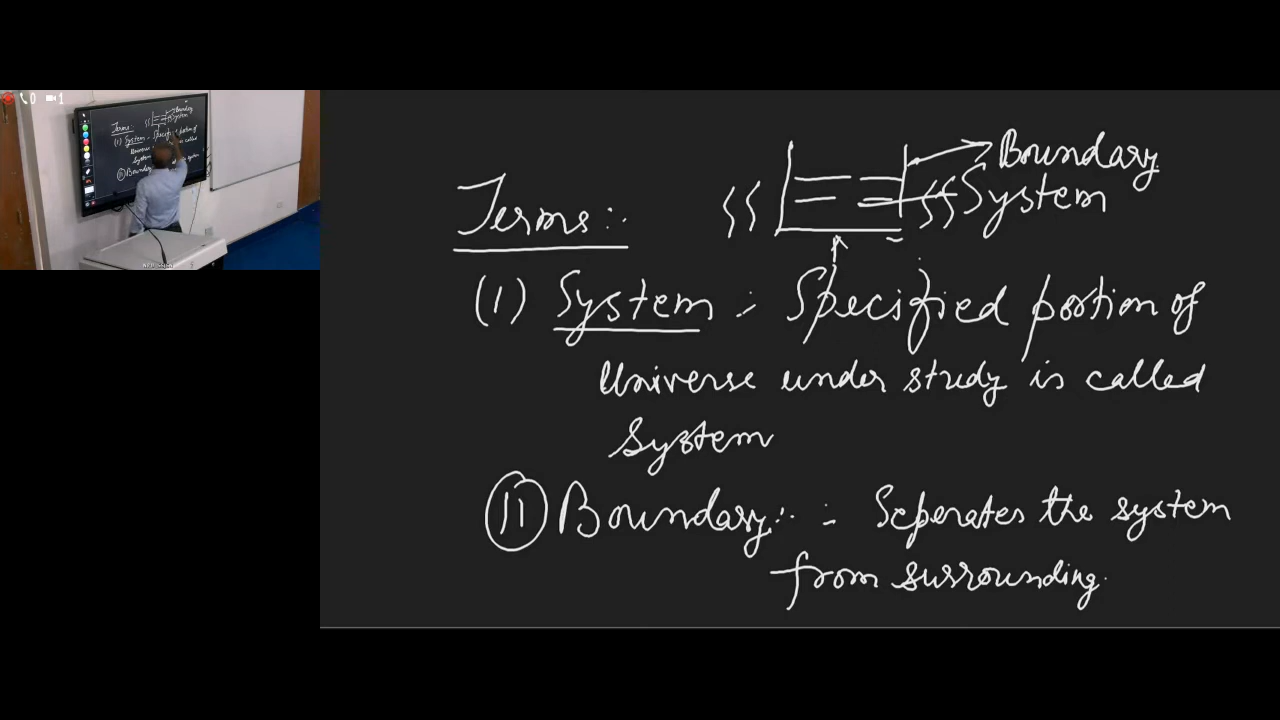 Boundary
System
Terms:
(1) System : Specified portion of
Universe under study is called
System
(11) Boundary : Seperates the system
from surrounding.